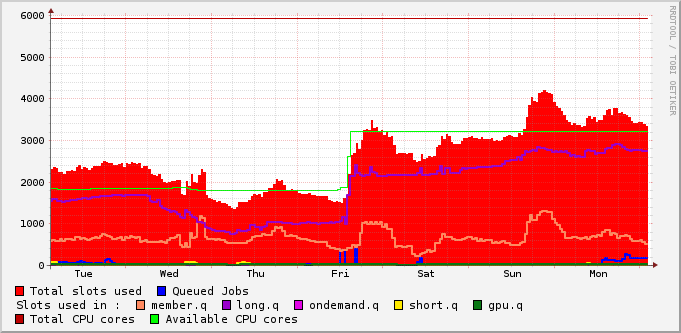 RRDTOOL / TOBI OETIKER
6000
5000
4000
3000
2000
1000
0
Tue Wed Thu Fri Sat Sun Mon
Total slots used Queued Jobs
Slots used in : member.q long.q ondemand.q short.q gpu.q
Total CPU cores Available CPU cores